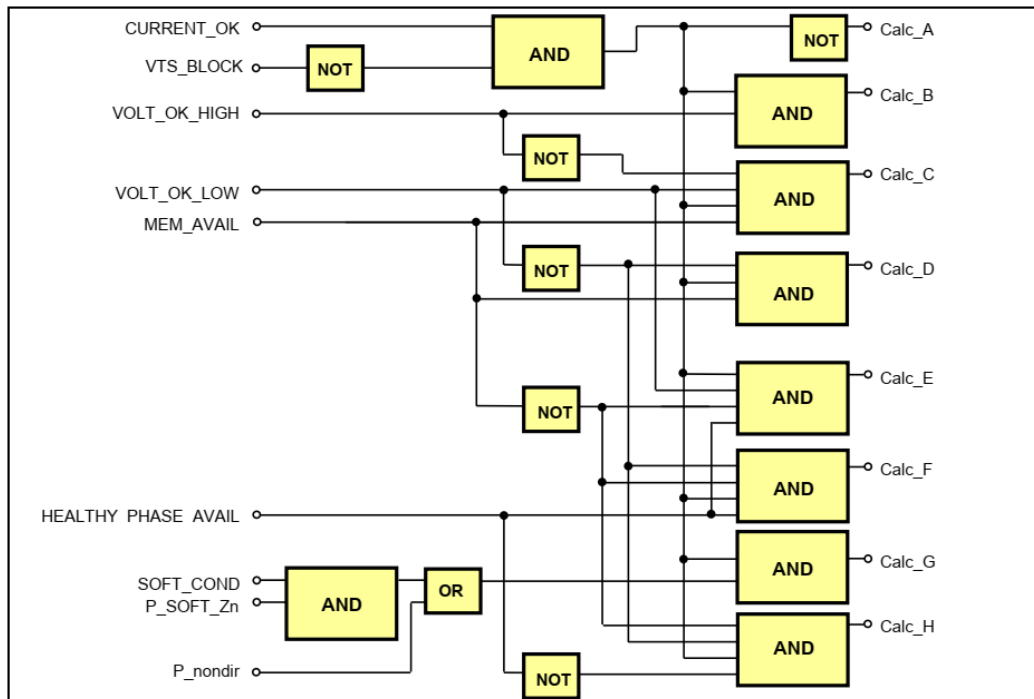 CURRENT_OK
AND
NOT
Calc_A
VTS_BLOCK
NOT
VOLT_OK_HIGH
AND
Calc_B
NOT
AND
Calc_C
VOLT_OK_LOW
MEM_AVAIL
NOT
AND
Calc_D
NOT
AND
Calc_E
AND
Calc_F
HEALTHY PHASE AVAIL
SOFT_COND
AND
OR
AND
Calc_G
P_SOFT_Zn
AND
Calc_H
P_nondir
NOT